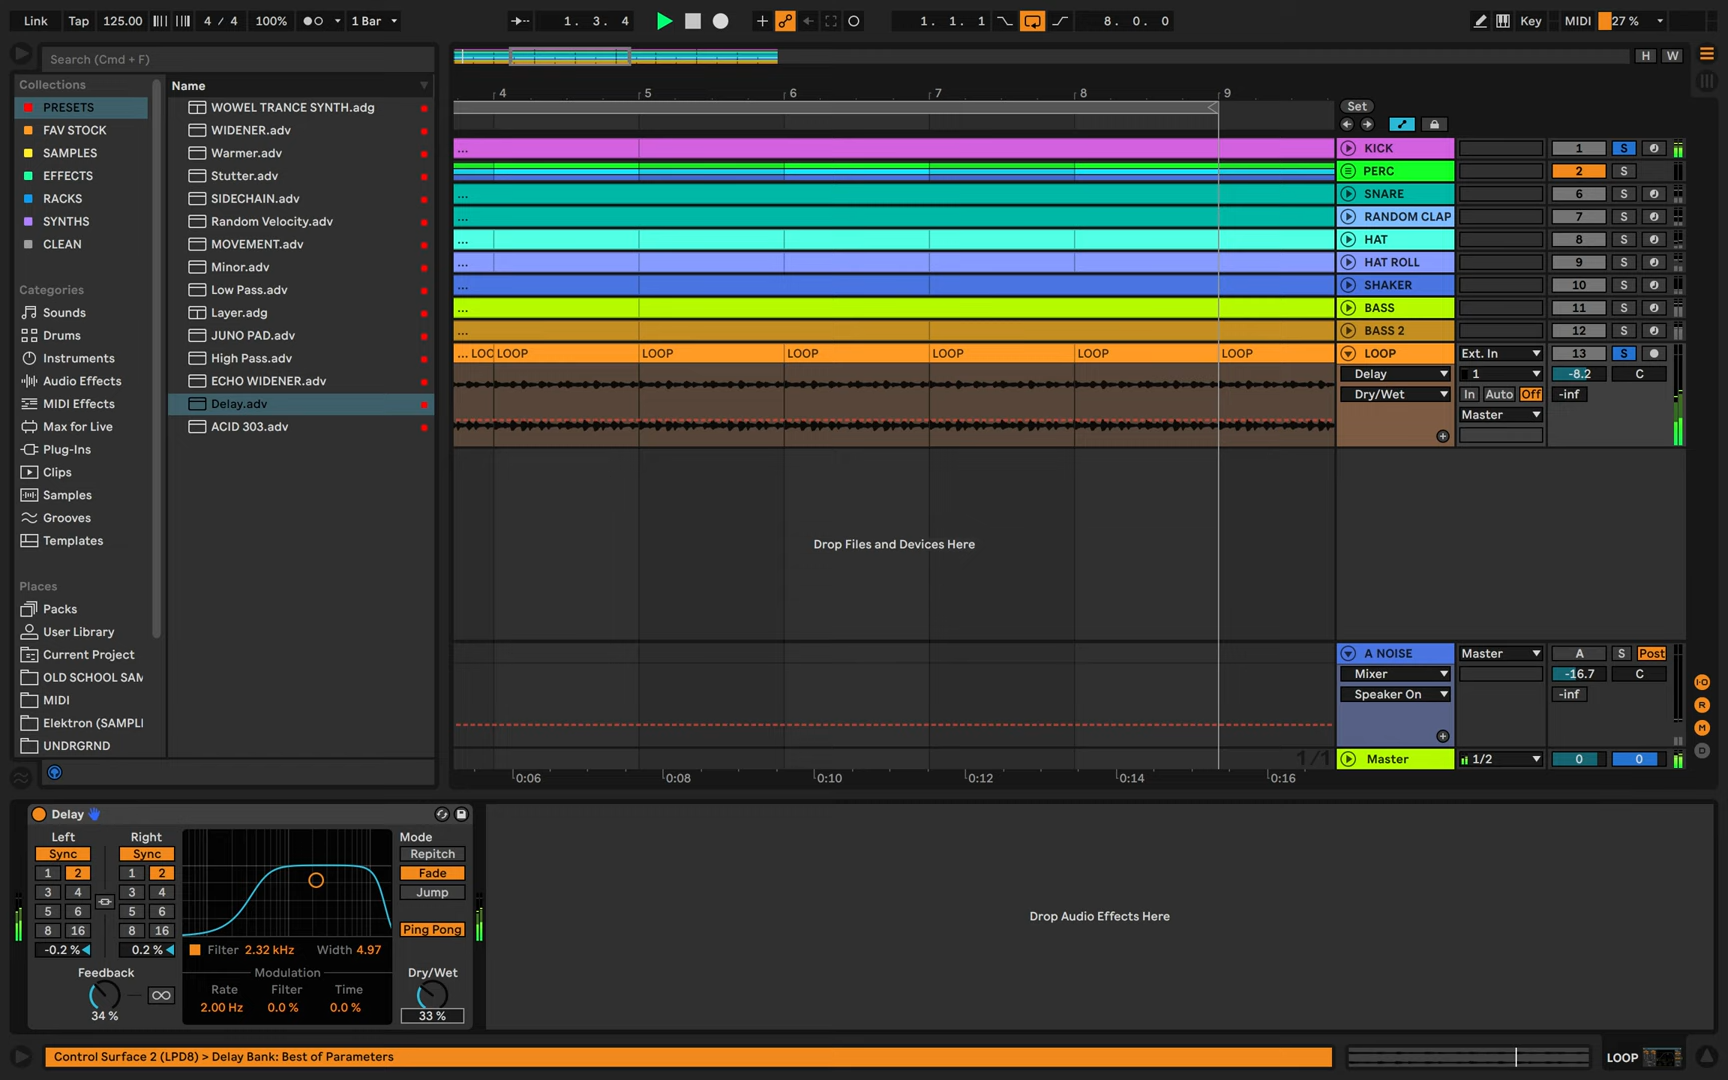 Link Tap 125.00 4 / 4 100% 1 Bar 1. 3. 4 1. 1. 1 8. 0. 0 Key MIDI 27 %
Search (Cmd + F) H W
Collections Name
PRESETS
FAV STOCK
SAMPLES
EFFECTS
RACKS
SYNTHS
CLEAN
Categories
Sounds
Drums
Instruments
Audio Effects
MIDI Effects
Max for Live
Plug-Ins
Clips
Samples
Grooves
Templates
Places
Packs
User Library
Current Project
OLD SCHOOL SAM
MIDI
Elektron (SAMPLI
UNDRGRND
WOWEL TRANCE SYNTH.adg
WIDENER.adv
Warmer.adv
Stutter.adv
SIDECHAIN.adv
Random Velocity.adv
MOVEMENT.adv
Minor.adv
Low Pass.adv
Layer.adg
JUNO PAD.adv
High Pass.adv
ECHO WIDENER.adv
Delay.adv
ACID 303.adv
4 5 6 7 8 9
Set
... KICK 1 S
PERC 2 S
... SNARE 6 S
... RANDOM CLAP 7 S
... HAT 8 S
... HAT ROLL 9 S
... SHAKER 10 S
... BASS 11 S
... BASS 2 12 S
... LOC LOOP LOOP LOOP LOOP LOOP LOOP LOOP Ext. In 13 S
Delay 1 -8.2 C
Dry/Wet In Auto Off -inf
Master
Drop Files and Devices Here
A NOISE Master A S Post
Mixer -16.7 C
Speaker On -inf
1/1 Master 1/2 0 0
0:06 0:08 0:10 0:12 0:14 0:16
I·O
R
M
D
Delay
Left Right Mode
Sync Sync Repitch
1 2 1 2 Fade
3 4 3 4 Jump
5 6 5 6
8 16 8 16 Ping Pong
-0.2 % 0.2 % Filter 2.32 kHz Width 4.97
Feedback Modulation Dry/Wet
Rate Filter Time
2.00 Hz 0.0 % 0.0 %
34 % 33 %
Drop Audio Effects Here
Control Surface 2 (LPD8) > Delay Bank: Best of Parameters LOOP